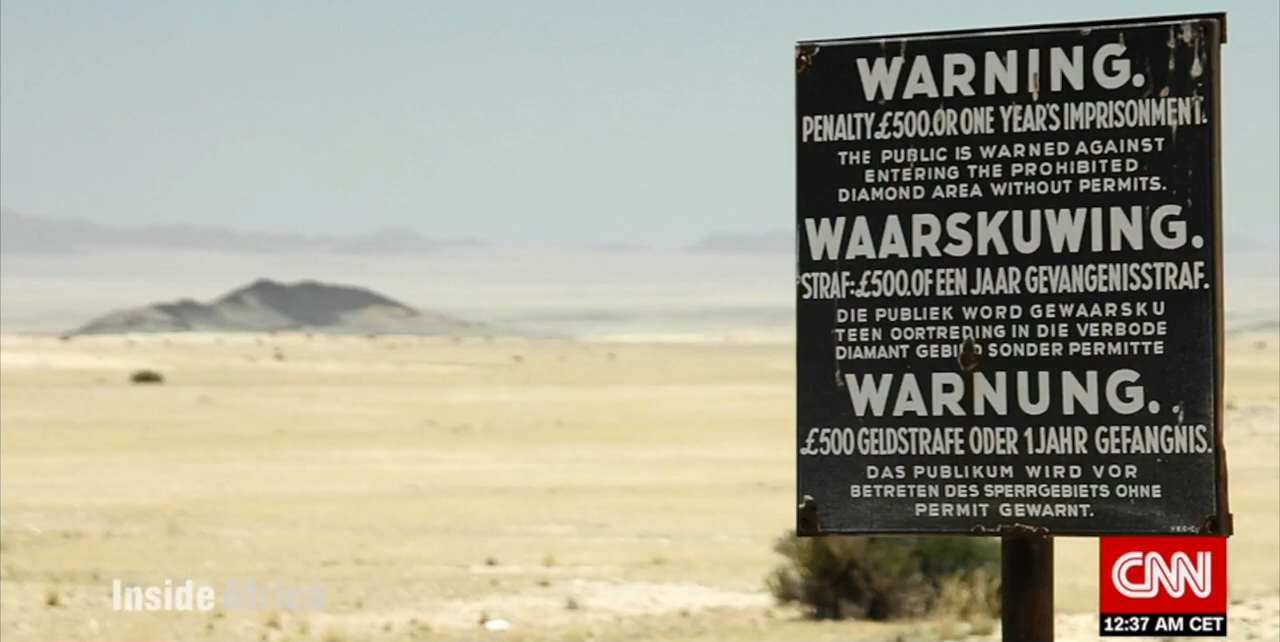 WARNING.
PENALTY £500. OR ONE YEAR'S IMPRISONMENT.
THE PUBLIC IS WARNED AGAINST
ENTERING THE PROHIBITED
DIAMOND AREA WITHOUT PERMITS.
WAARSKUWING.
STRAF:-£500. OF EEN JAAR GEVANGENISSTRAF.
DIE PUBLIEK WORD GEWAARSKU
TEEN OORTREDING IN DIE VERBODE
DIAMANT GEBIED SONDER PERMITTE
WARNUNG.
£500 GELDSTRAFE ODER 1 JAHR GEFANGNIS.
DAS PUBLIKUM WIRD VOR
BETRETEN DES SPERRGEBIETS OHNE
PERMIT GEWARNT.
Inside Africa
CNN
12:37 AM CET